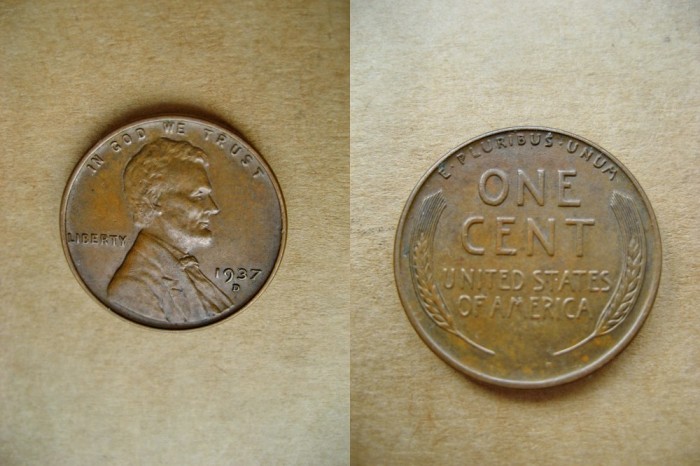 IN GOD WE TRUST
LIBERTY
1937
D
E·PLURIBUS·UNUM
ONE
CENT
UNITED STATES
OF AMERICA